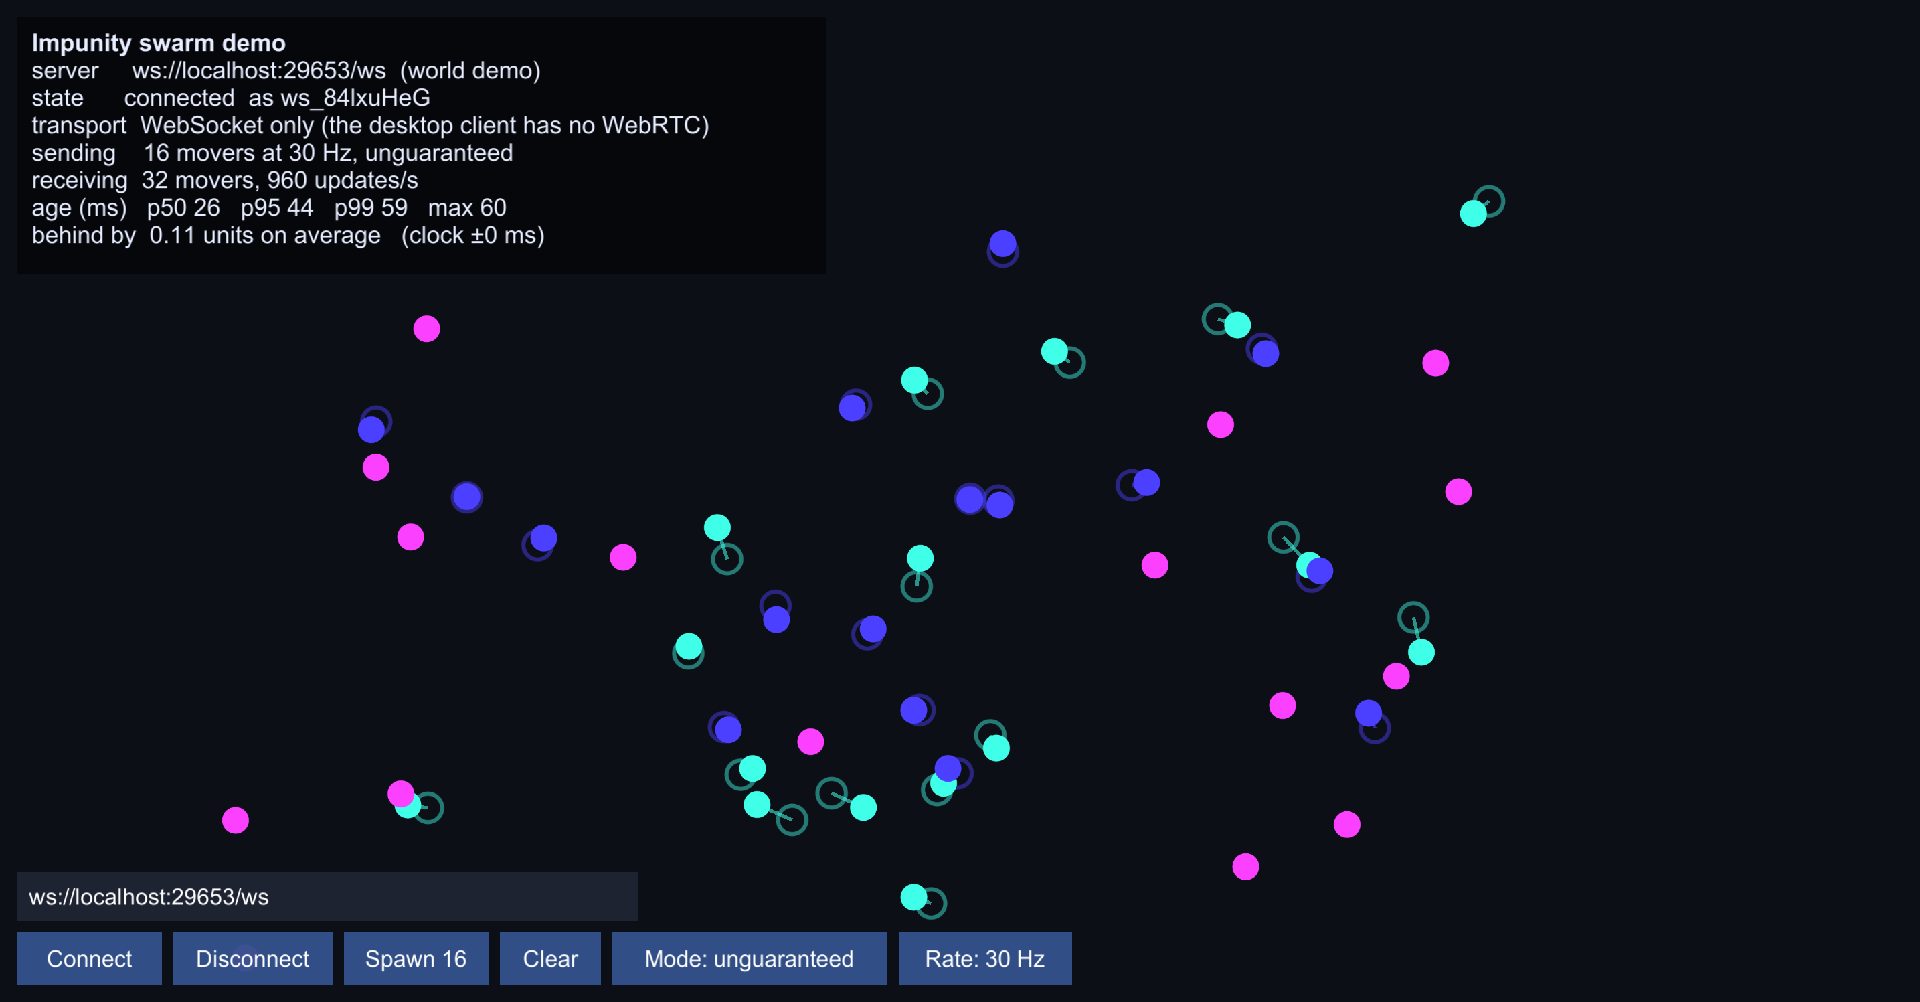 Impunity swarm demo
server ws://localhost:29653/ws (world demo)
state connected as ws_84lxuHeG
transport WebSocket only (the desktop client has no WebRTC)
sending 16 movers at 30 Hz, unguaranteed
receiving 32 movers, 960 updates/s
age (ms) p50 26 p95 44 p99 59 max 60
behind by 0.11 units on average (clock ±0 ms)
ws://localhost:29653/ws
Connect Disconnect Spawn 16 Clear Mode: unguaranteed Rate: 30 Hz